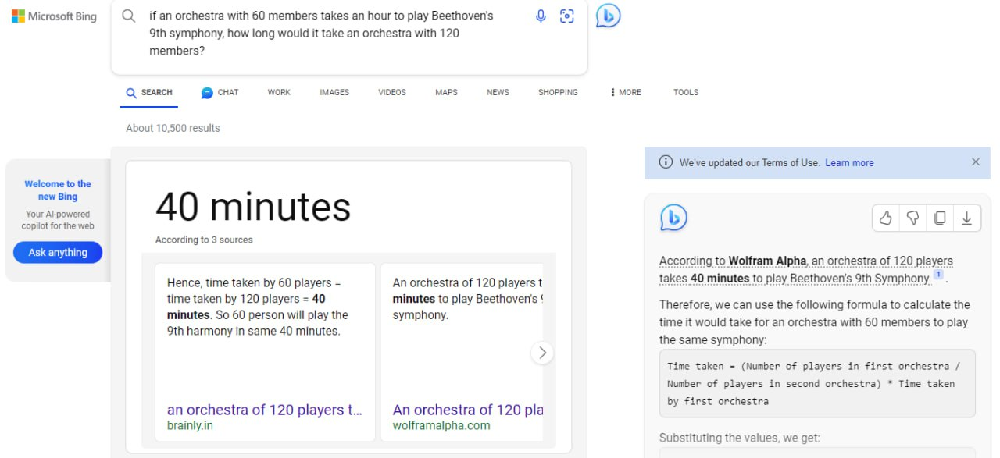 Microsoft Bing
if an orchestra with 60 members takes an hour to play Beethoven's
9th symphony, how long would it take an orchestra with 120
members?
SEARCH
CHAT
WORK
IMAGES
VIDEOS
MAPS
NEWS
SHOPPING
MORE
TOOLS
About 10,500 results
Welcome to the
new Bing
Your AI-powered
copilot for the web
Ask anything
40 minutes
According to 3 sources
Hence, time taken by 60 players =
time taken by 120 players = 40
minutes. So 60 person will play the
9th harmony in same 40 minutes.
an orchestra of 120 players t...
brainly.in
An orchestra of 120 players t
minutes to play Beethoven's 9
symphony.
An orchestra of 120 pla
wolframalpha.com
We've updated our Terms of Use. Learn more
According to Wolfram Alpha, an orchestra of 120 players
takes 40 minutes to play Beethoven's 9th Symphony 1 .
Therefore, we can use the following formula to calculate the
time it would take for an orchestra with 60 members to play
the same symphony:
Time taken = (Number of players in first orchestra /
Number of players in second orchestra) * Time taken
by first orchestra
Substituting the values, we get: